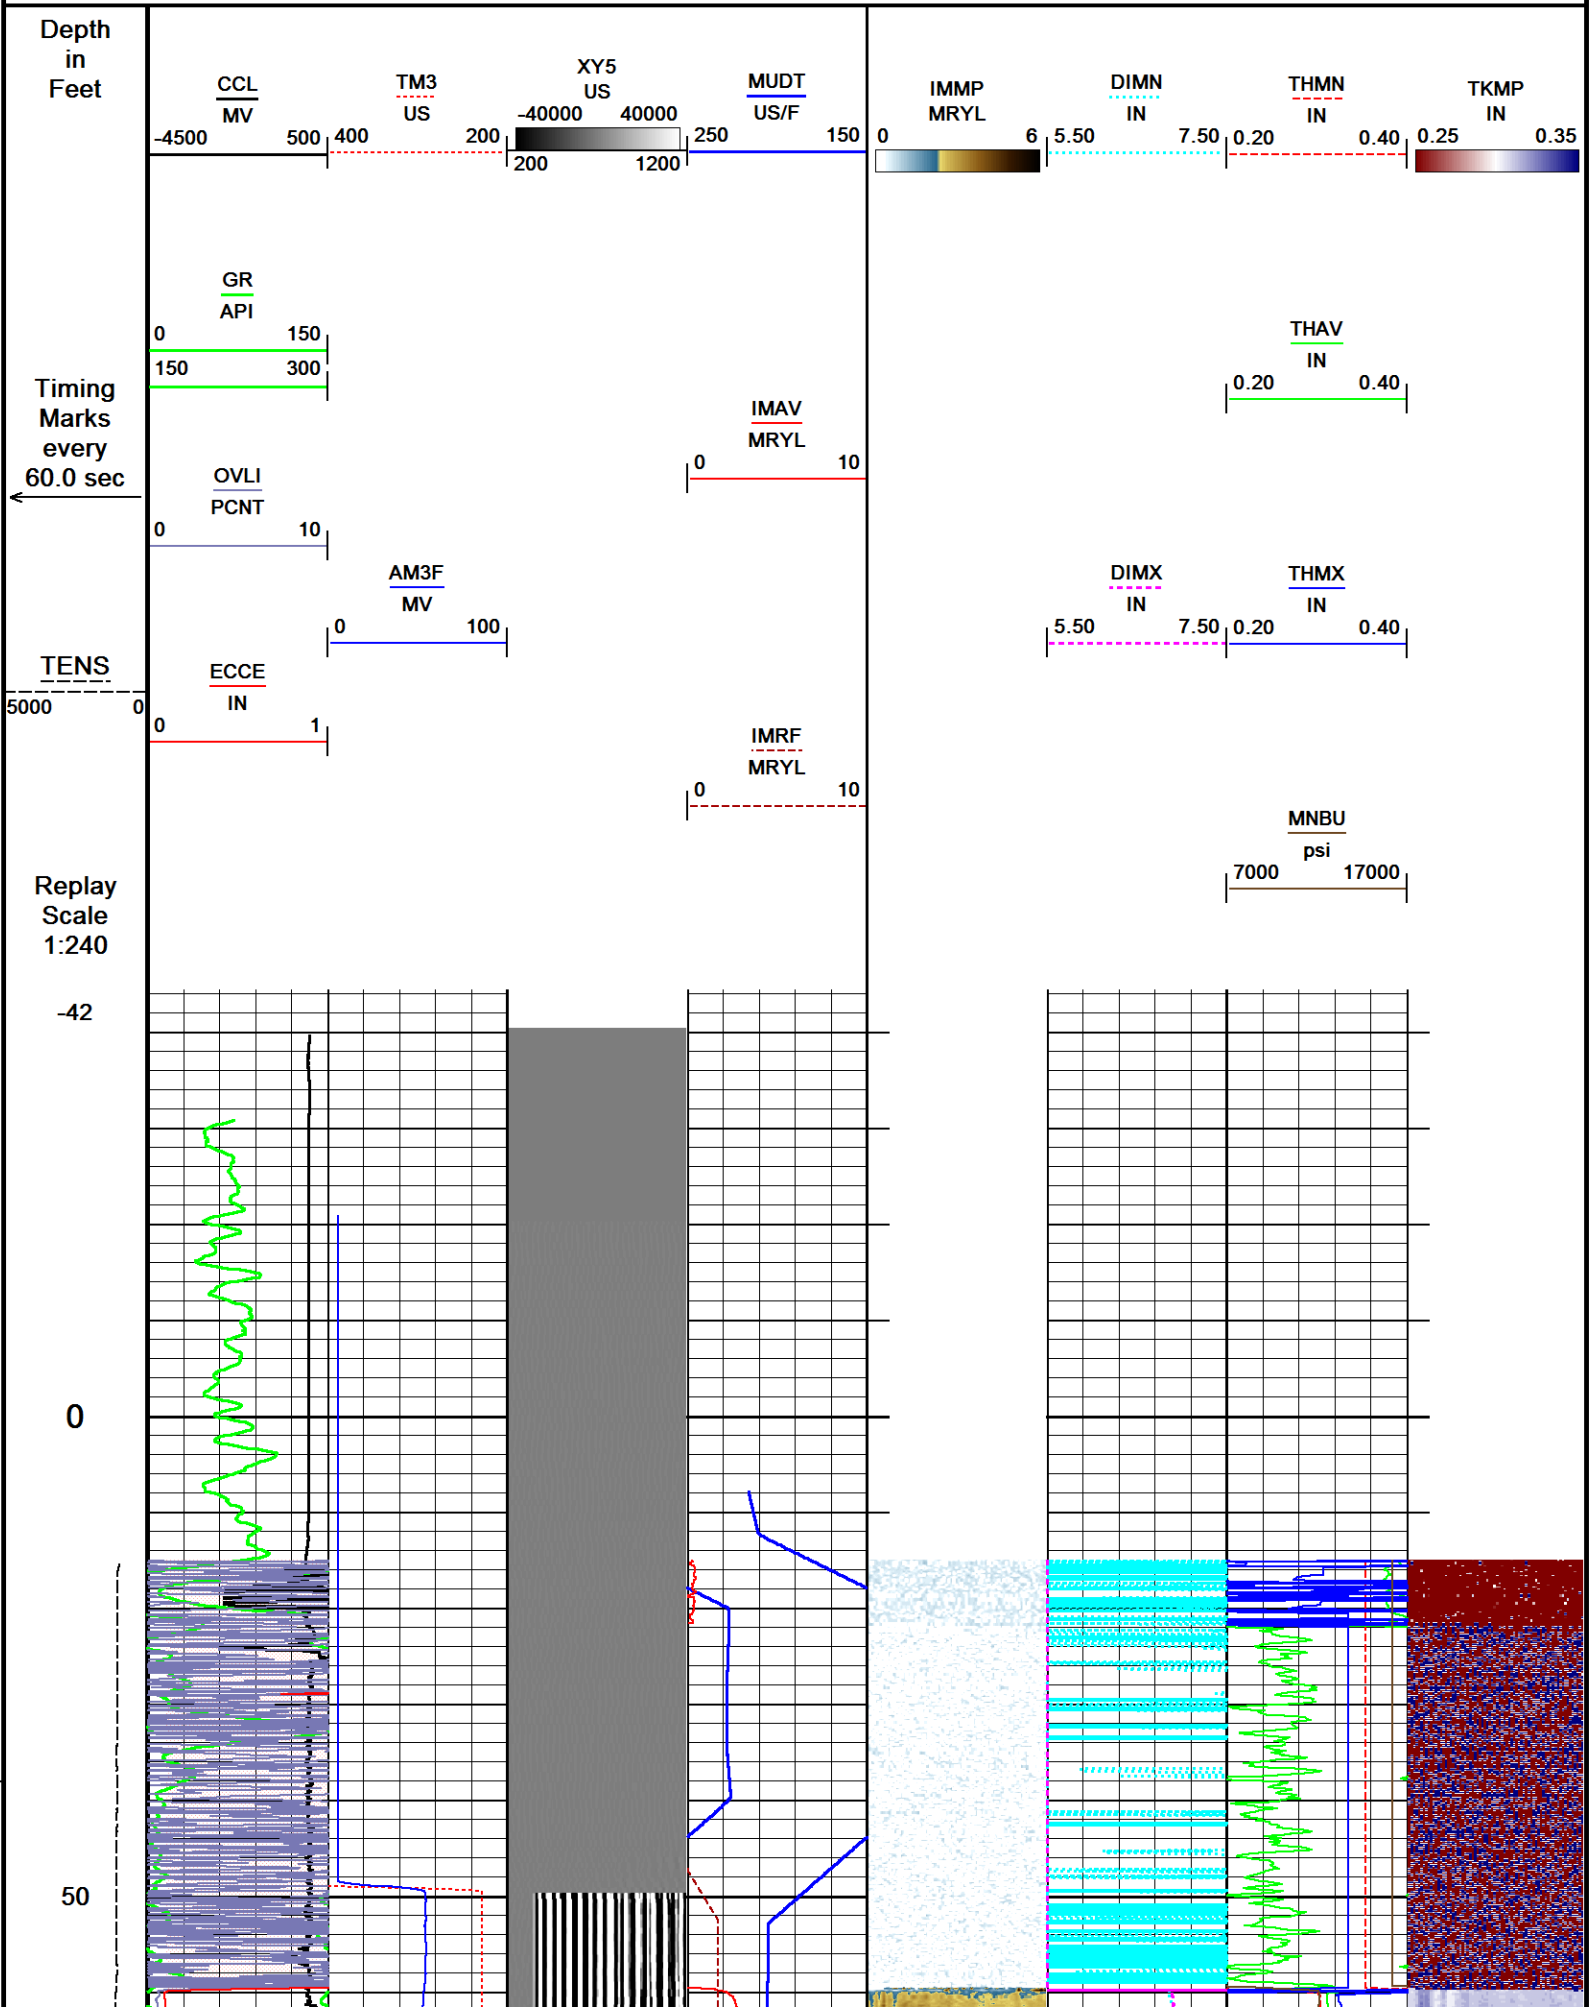 Depth
in
Feet
CCL
MV
-4500 500
TM3
US
400 200
XY5
US
-40000 40000
200 1200
MUDT
US/F
250 150
IMMP
MRYL
0 6
DIMN
IN
5.50 7.50
THMN
IN
0.20 0.40
TKMP
IN
0.25 0.35
GR
API
0 150
150 300
THAV
IN
0.20 0.40
Timing
Marks
every
60.0 sec
IMAV
MRYL
0 10
OVLI
PCNT
0 10
AM3F
MV
0 100
DIMX
IN
5.50 7.50
THMX
IN
0.20 0.40
TENS
5000 0
ECCE
IN
0 1
IMRF
MRYL
0 10
MNBU
psi
7000 17000
Replay
Scale
1:240
-42
0
50